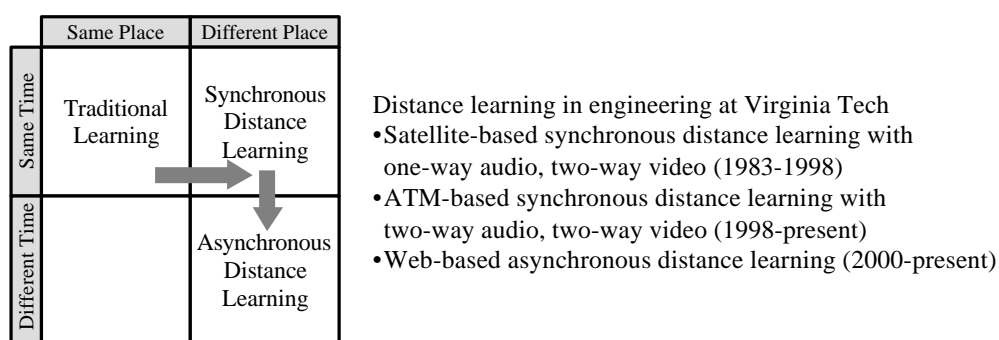 Same Place
Different Place
Same Time
Traditional
Learning
Synchronous
Distance
Learning
Different Time
Asynchronous
Distance
Learning
Distance learning in engineering at Virginia Tech
•Satellite-based synchronous distance learning with
one-way audio, two-way video (1983-1998)
•ATM-based synchronous distance learning with
two-way audio, two-way video (1998-present)
•Web-based asynchronous distance learning (2000-present)